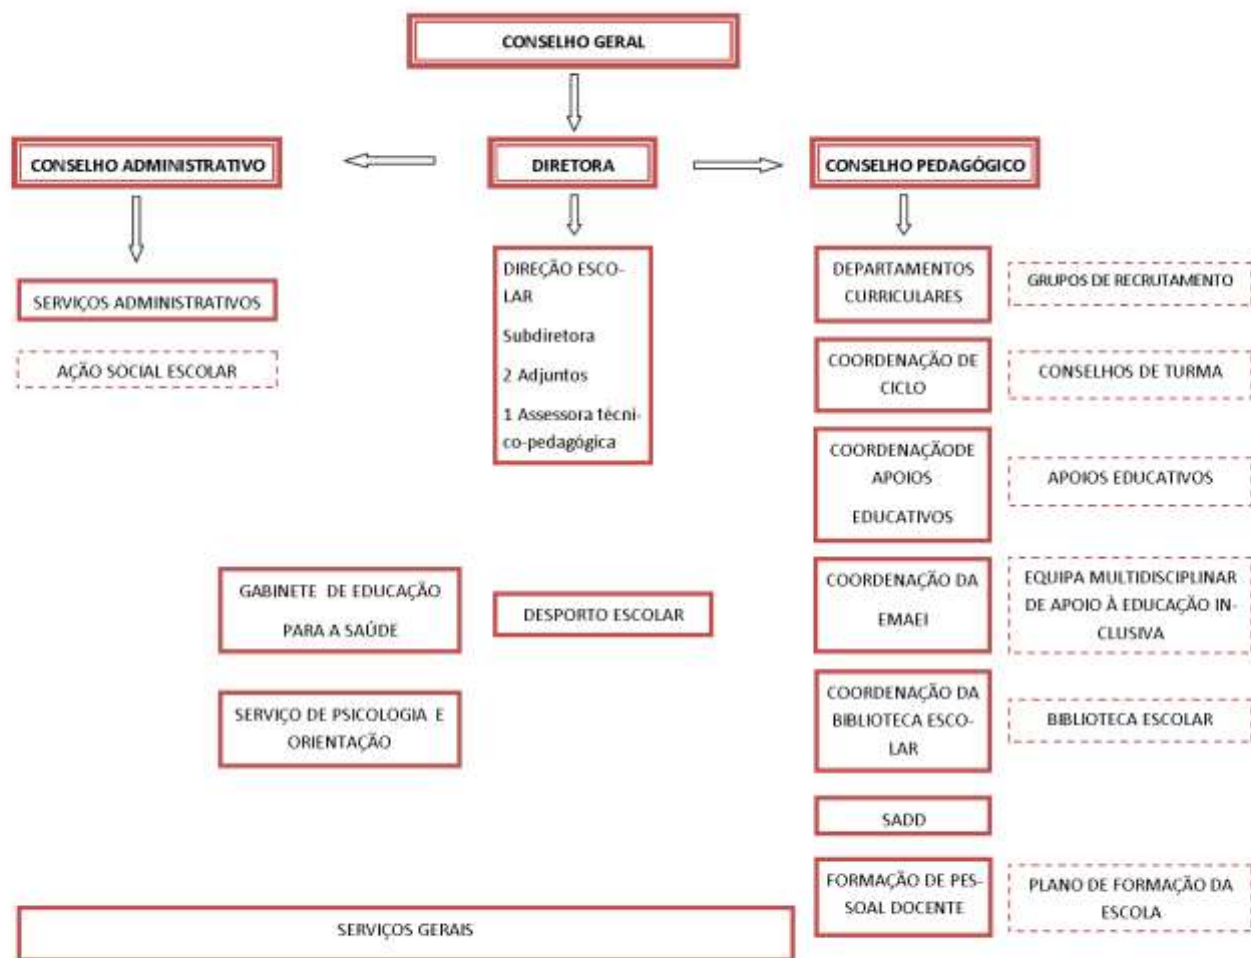 CONSELHO GERAL
CONSELHO ADMINISTRATIVO
DIRETORA
CONSELHO PEDAGÓGICO
SERVIÇOS ADMINISTRATIVOS
AÇÃO SOCIAL ESCOLAR
DIREÇÃO ESCO-
LAR
Subdiretora
2 Adjuntos
1 Assessora técni-
co-pedagógica
DEPARTAMENTOS
CURRICULARES
GRUPOS DE RECRUTAMENTO
COORDENAÇÃO DE
CICLO
CONSELHOS DE TURMA
COORDENAÇÃODE
APOIOS
EDUCATIVOS
APOIOS EDUCATIVOS
GABINETE DE EDUCAÇÃO
PARA A SAÚDE
DESPORTO ESCOLAR
COORDENAÇÃO DA
EMAEI
EQUIPA MULTIDISCIPLINAR
DE APOIO À EDUCAÇÃO IN-
CLUSIVA
SERVIÇO DE PSICOLOGIA E
ORIENTAÇÃO
COORDENAÇÃO DA
BIBLIOTECA ESCO-
LAR
BIBLIOTECA ESCOLAR
SADD
FORMAÇÃO DE PES-
SOAL DOCENTE
PLANO DE FORMAÇÃO DA
ESCOLA
SERVIÇOS GERAIS